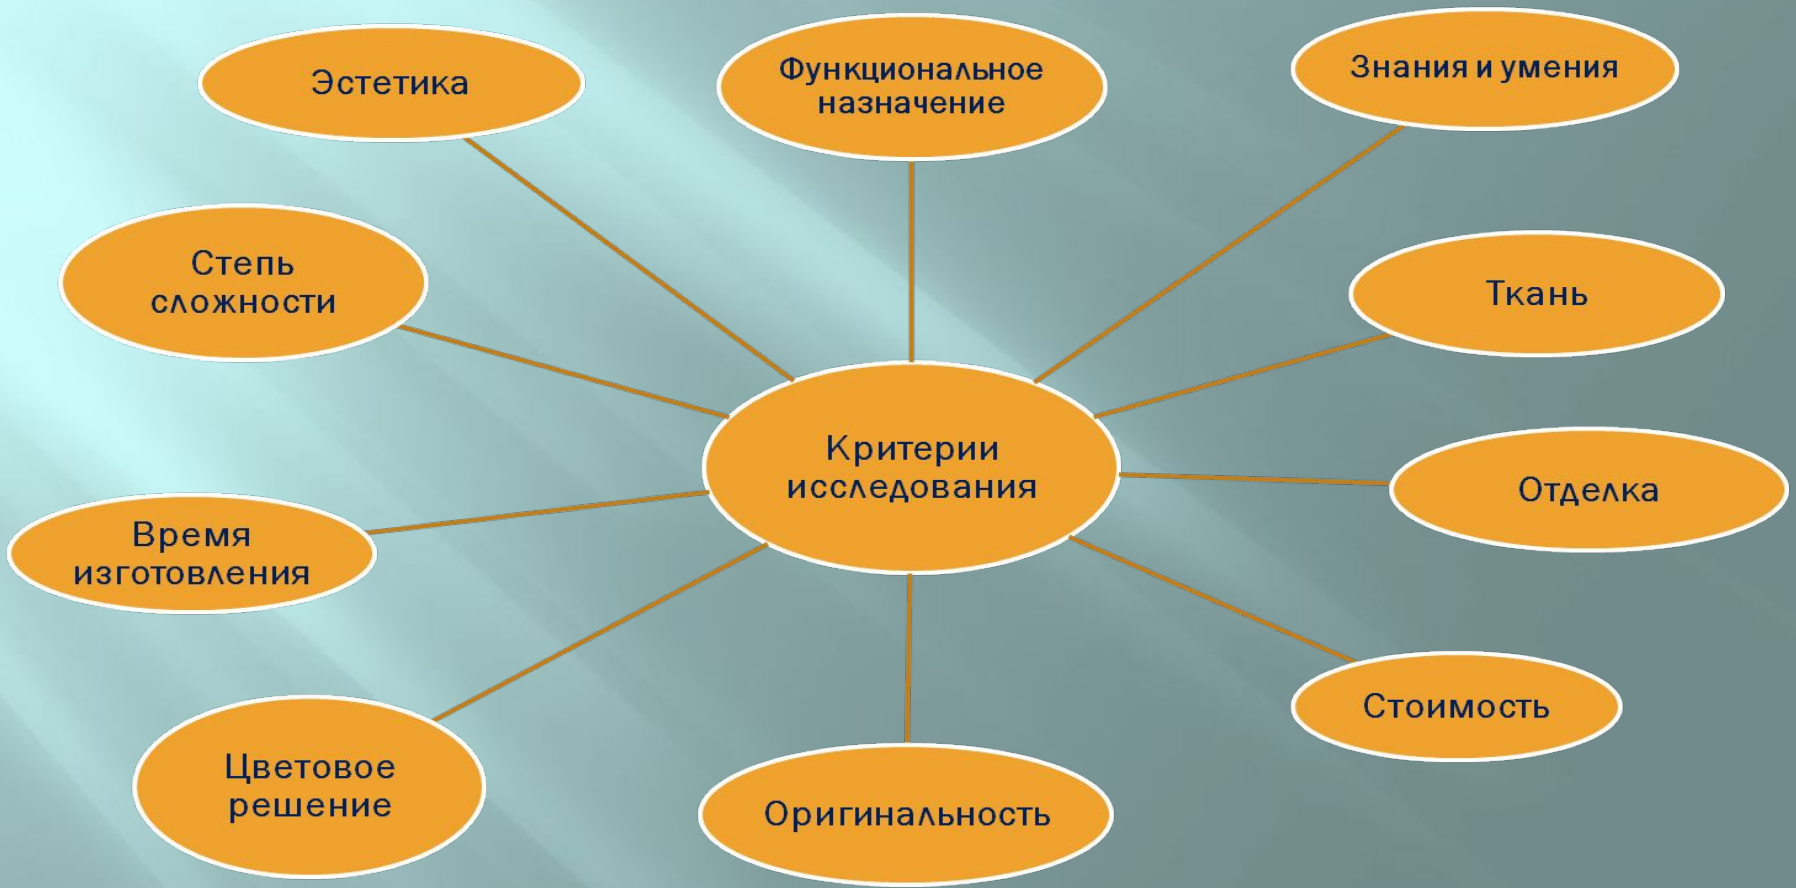 Эстетика
Функциональное
назначение
Знания и умения
Степь
сложности
Ткань
Критерии
исследования
Отделка
Время
изготовления
Стоимость
Цветовое
решение
Оригинальность